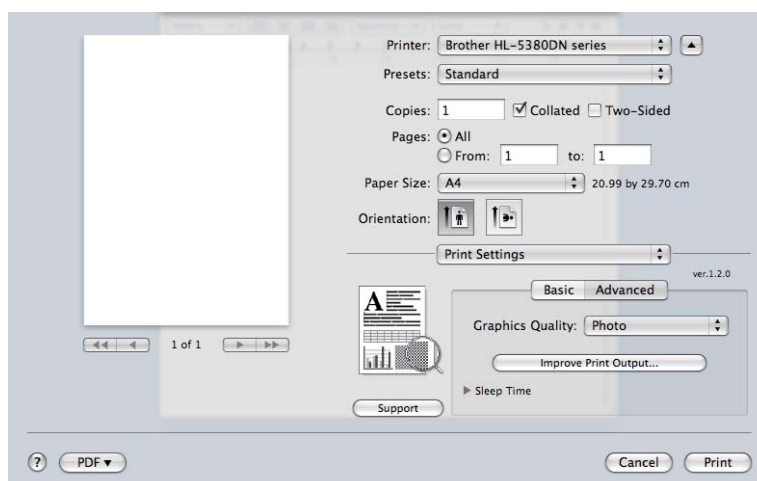 Printer: Brother HL-5380DN series
Presets: Standard
Copies: 1 Collated Two-Sided
Pages: All
From: 1 to: 1
Paper Size: A4 20.99 by 29.70 cm
Orientation:
Print Settings
ver.1.2.0
Basic Advanced
A
Graphics Quality: Photo
Improve Print Output...
Sleep Time
1 of 1
Support
? PDF▼ Cancel Print